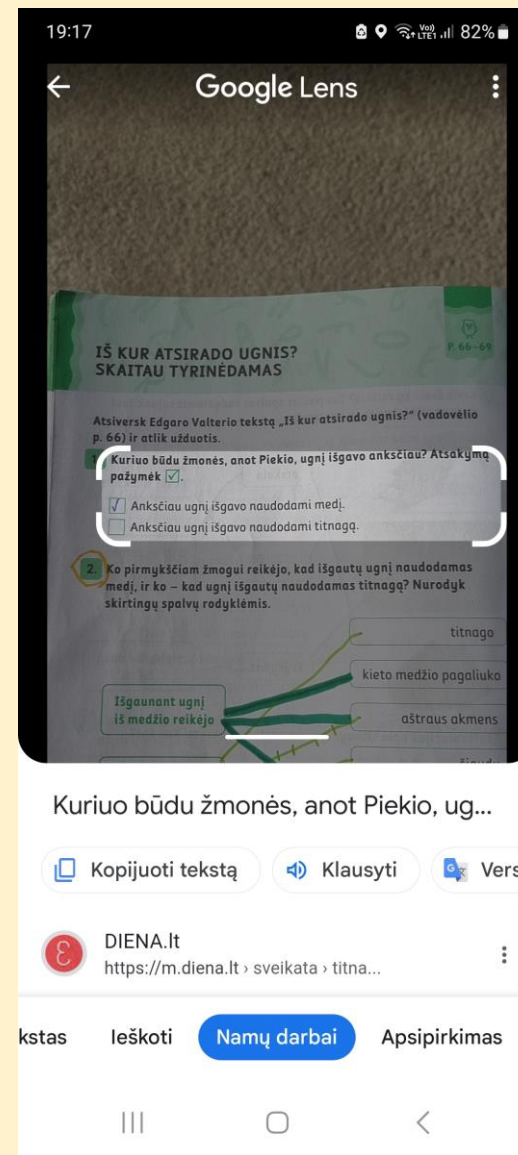 19:17
Vo))
LTE1
82%
Google Lens
P. 66–69
IŠ KUR ATSIRADO UGNIS?
SKAITAU TYRINĖDAMAS
Atsiversk Edgaro Valterio tekstą „Iš kur atsirado ugnis?“ (vadovėlio
p. 66) ir atlik užduotis.
Kuriuo būdu žmonės, anot Piekio, ugnį išgavo anksčiau? Atsakymą
pažymėk ☑.
Anksčiau ugnį išgavo naudodami medį.
Anksčiau ugnį išgavo naudodami titnagą.
2. Ko pirmykščiam žmogui reikėjo, kad išgautų ugnį naudodamas
medį, ir ko – kad ugnį išgautų naudodamas titnagą? Nurodyk
skirtingų spalvų rodyklėmis.
titnago
kieto medžio pagaliuko
Išgaunant ugnį
iš medžio reikėjo
aštraus akmens
Kuriuo būdu žmonės, anot Piekio, ug...
Kopijuoti tekstą
Klausyti
Vers
DIENA.lt
https://m.diena.lt › sveikata › titna...
kstas
Ieškoti
Namų darbai
Apsipirkimas